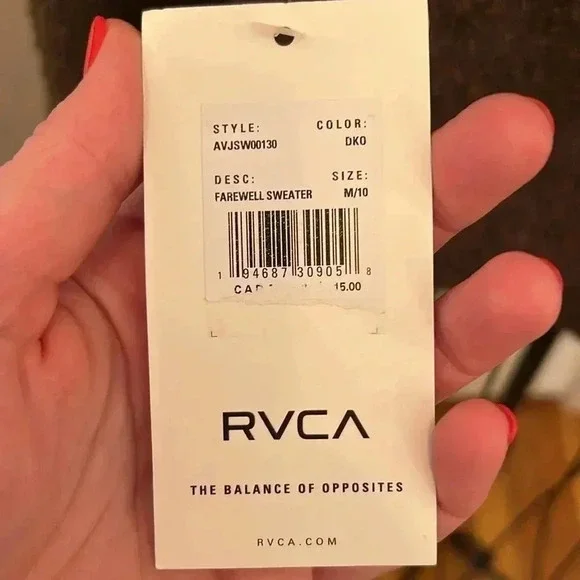 STYLE: COLOR:
AVJSW00130 DKO
DESC: SIZE:
FAREWELL SWEATER M/10
1 94687 30905 8
15.00
RVCA
THE BALANCE OF OPPOSITES
RVCA.COM